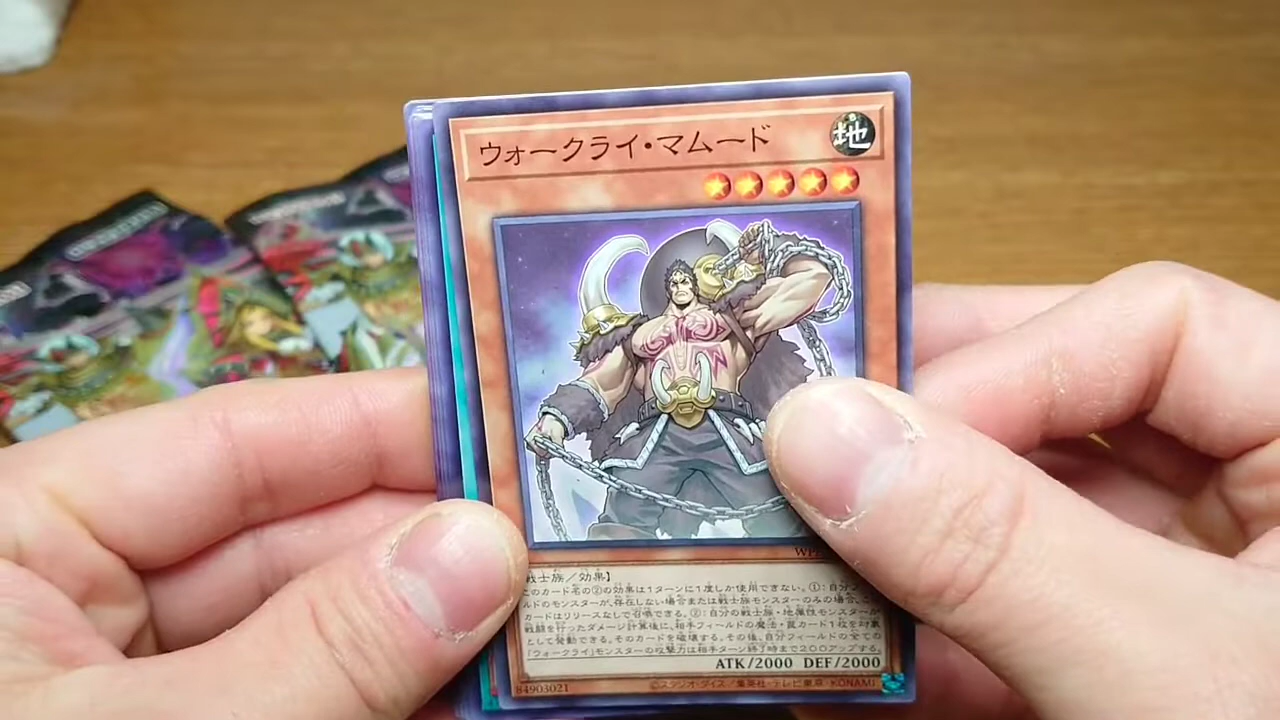 ウォークライ・マムード
地
WP
戦士族/効果】
このカード名の②の効果は1ターンに1度しか使用できない。①:自分フ
ルドのモンスターが、存在しない場合または戦士族モンスターのみの場合、こ
カードはリリースなしで召喚できる。②:自分の戦士族・地属性モンスターが
戦闘を行ったダメージ計算後に、相手フィールドの魔法・罠カード1枚を対象
として発動できる。そのカードを破壊する。その後、自分フィールドの全ての
「ウォークライ」モンスターの攻撃力は相手ターン終了時まで200アップする。
ATK/2000 DEF/2000
84903021 ©スタジオ・ダイス/集英社・テレビ東京・KONAMI